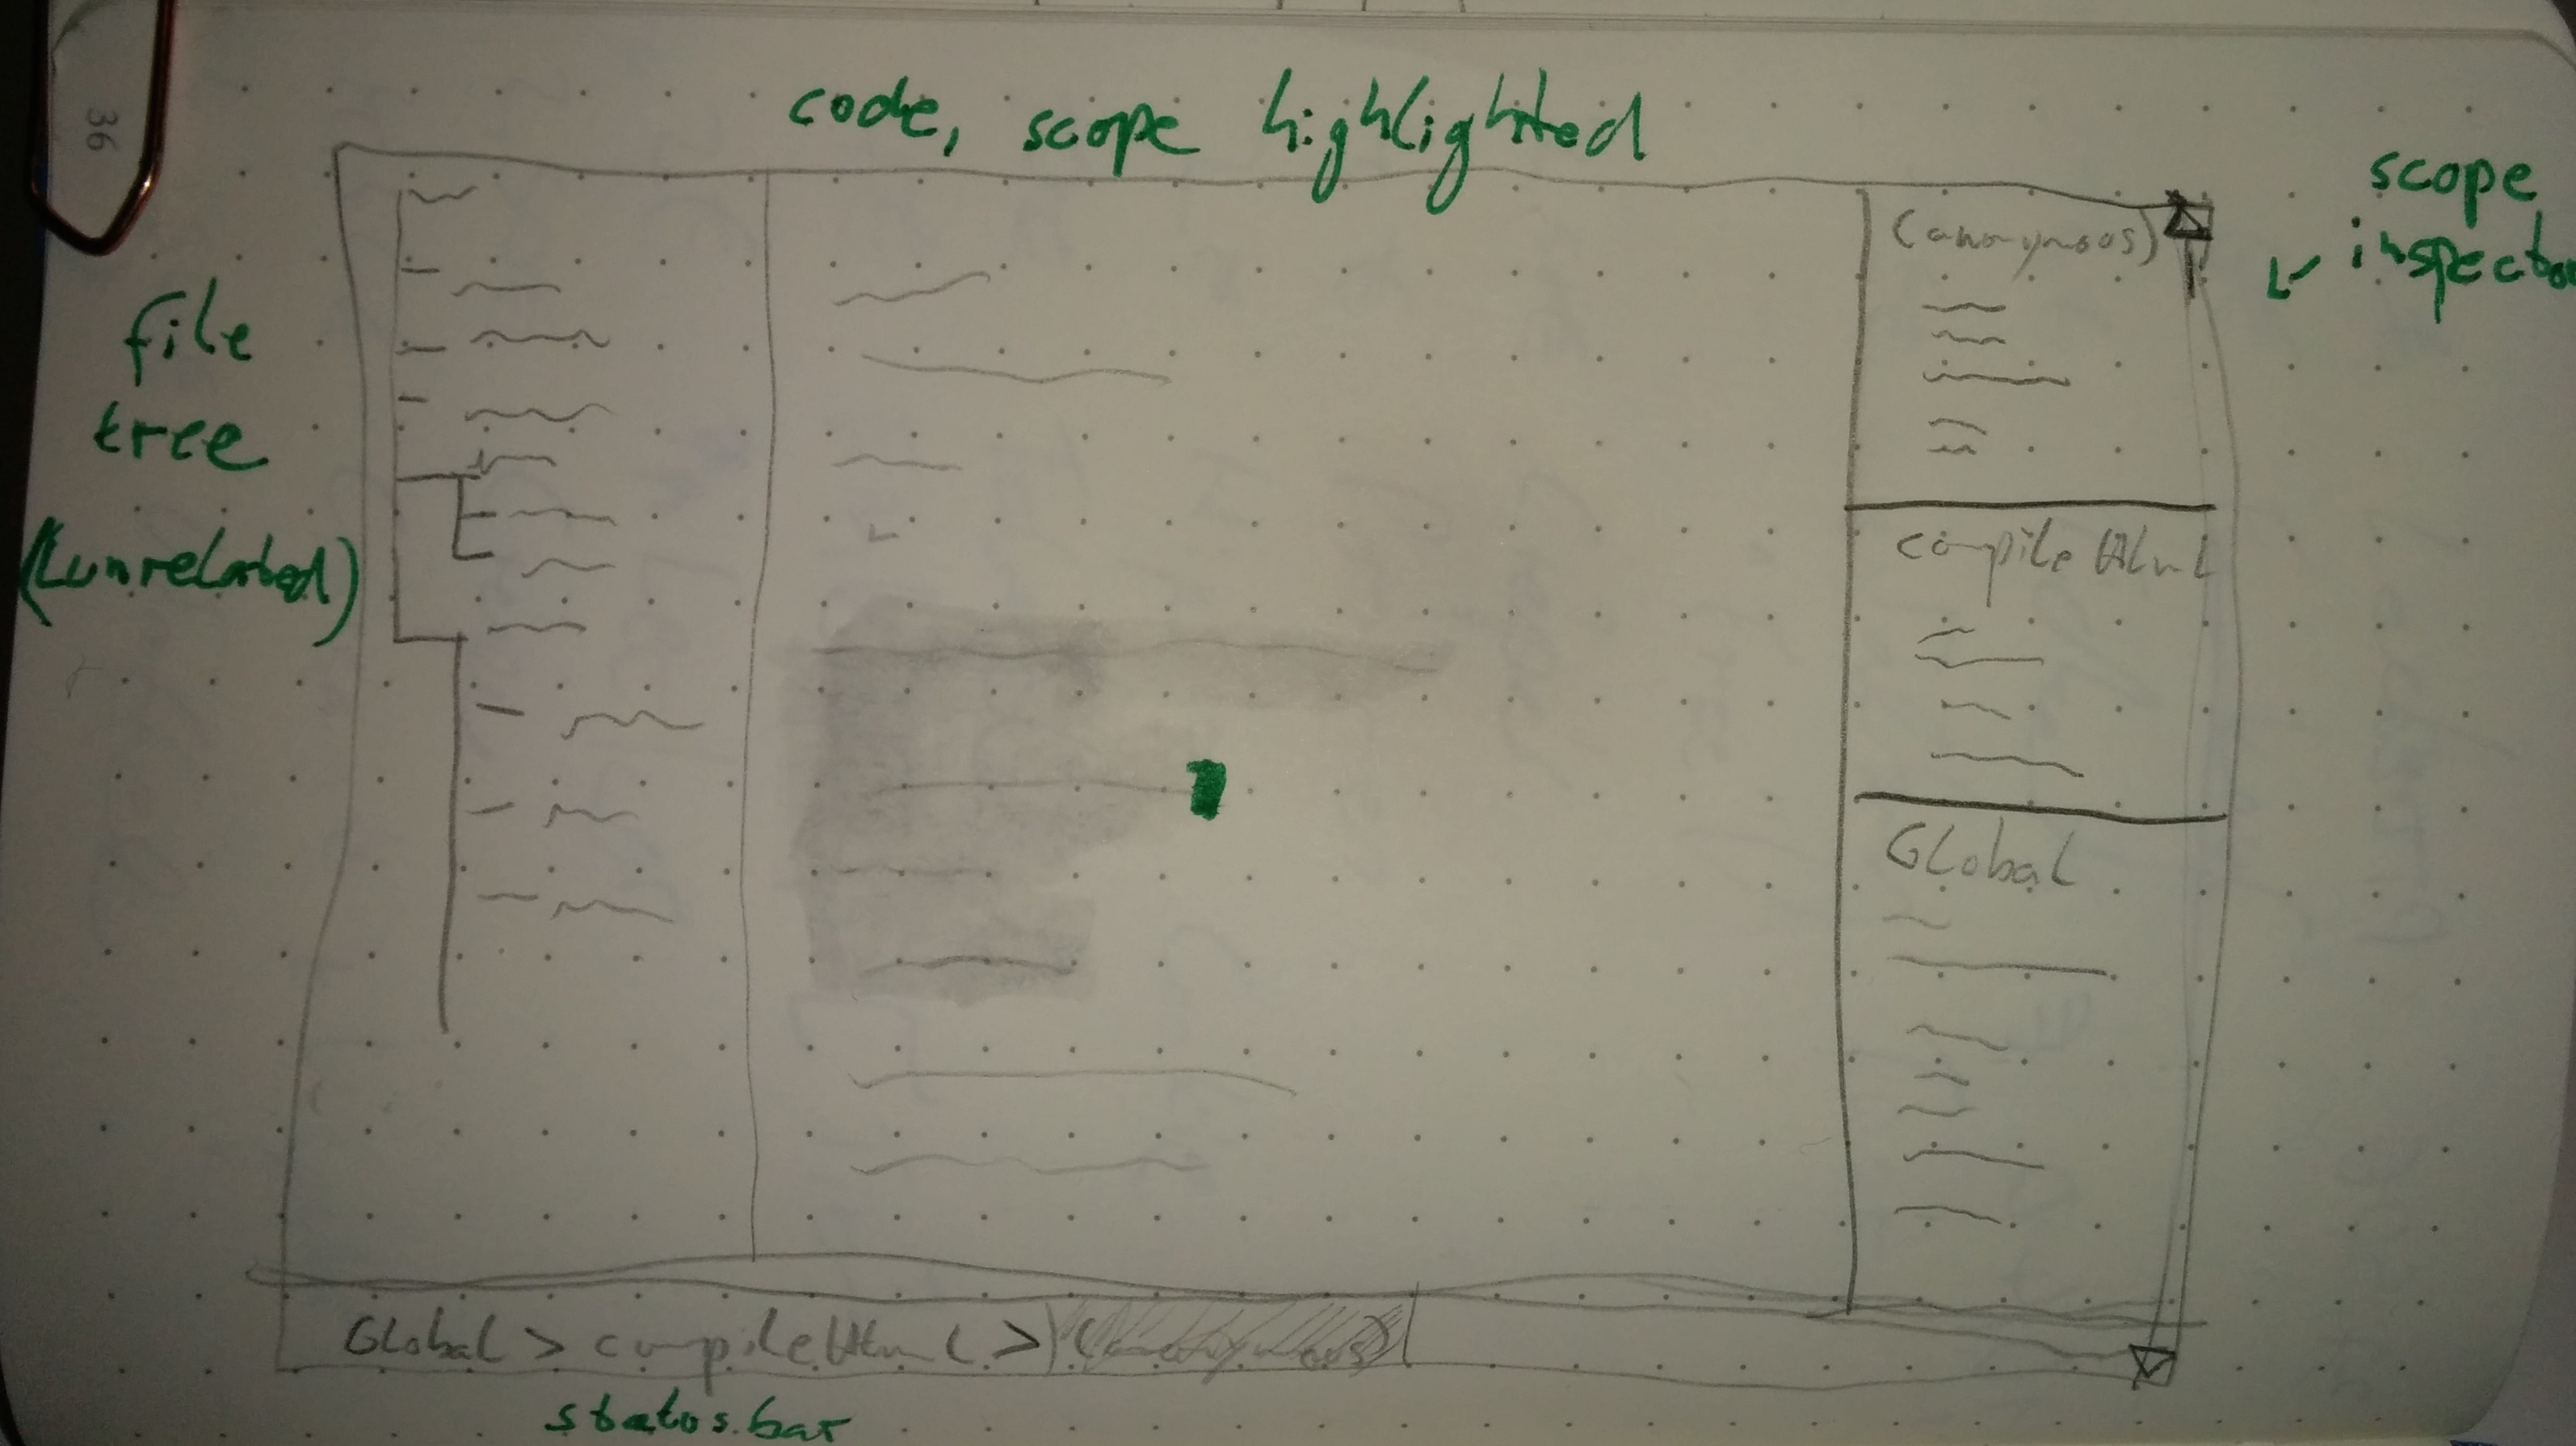 36
code, scope highlighted
scope
inspector
file
tree
(unrelated)
(anonymous)
compileHtml
Global
Global > compileHtml > (anonymous)
status bar